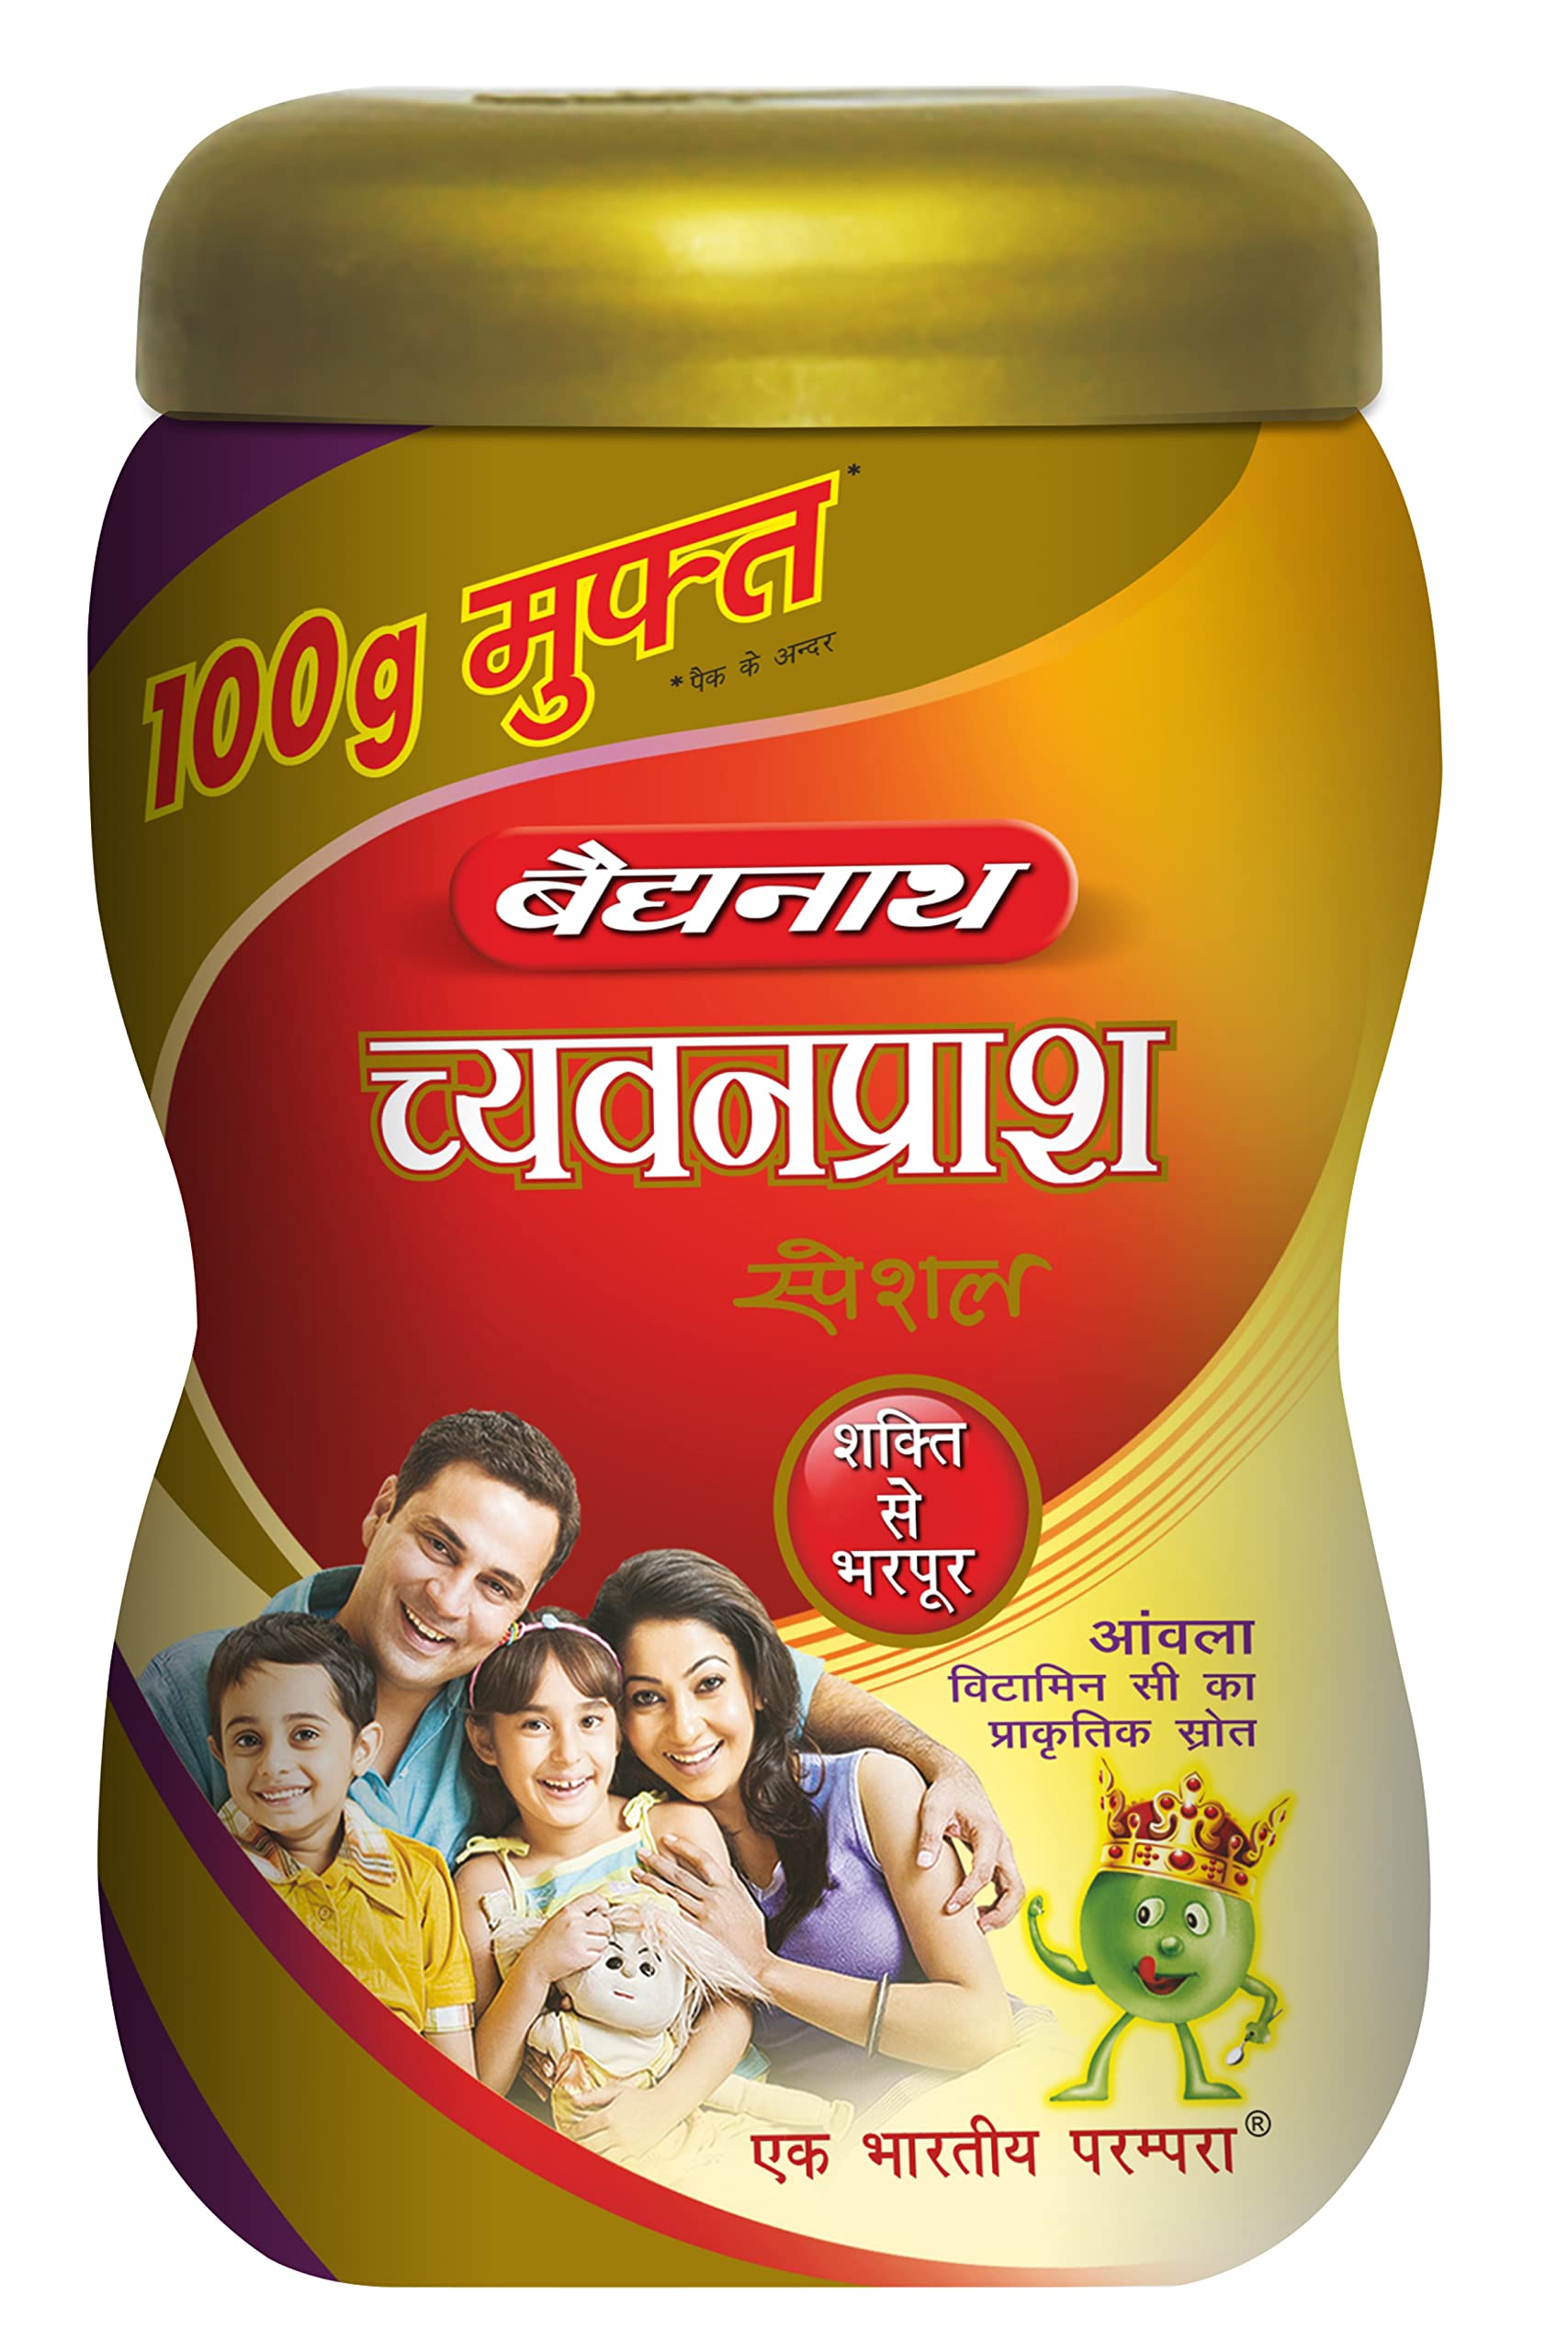 100g मुफ्त*
*पैक के अन्दर
बैद्यनाथ
च्यवनप्राश
स्पेशल
शक्ति
से
भरपूर
आंवला
विटामिन सी का
प्राकृतिक स्रोत
एक भारतीय परम्परा®